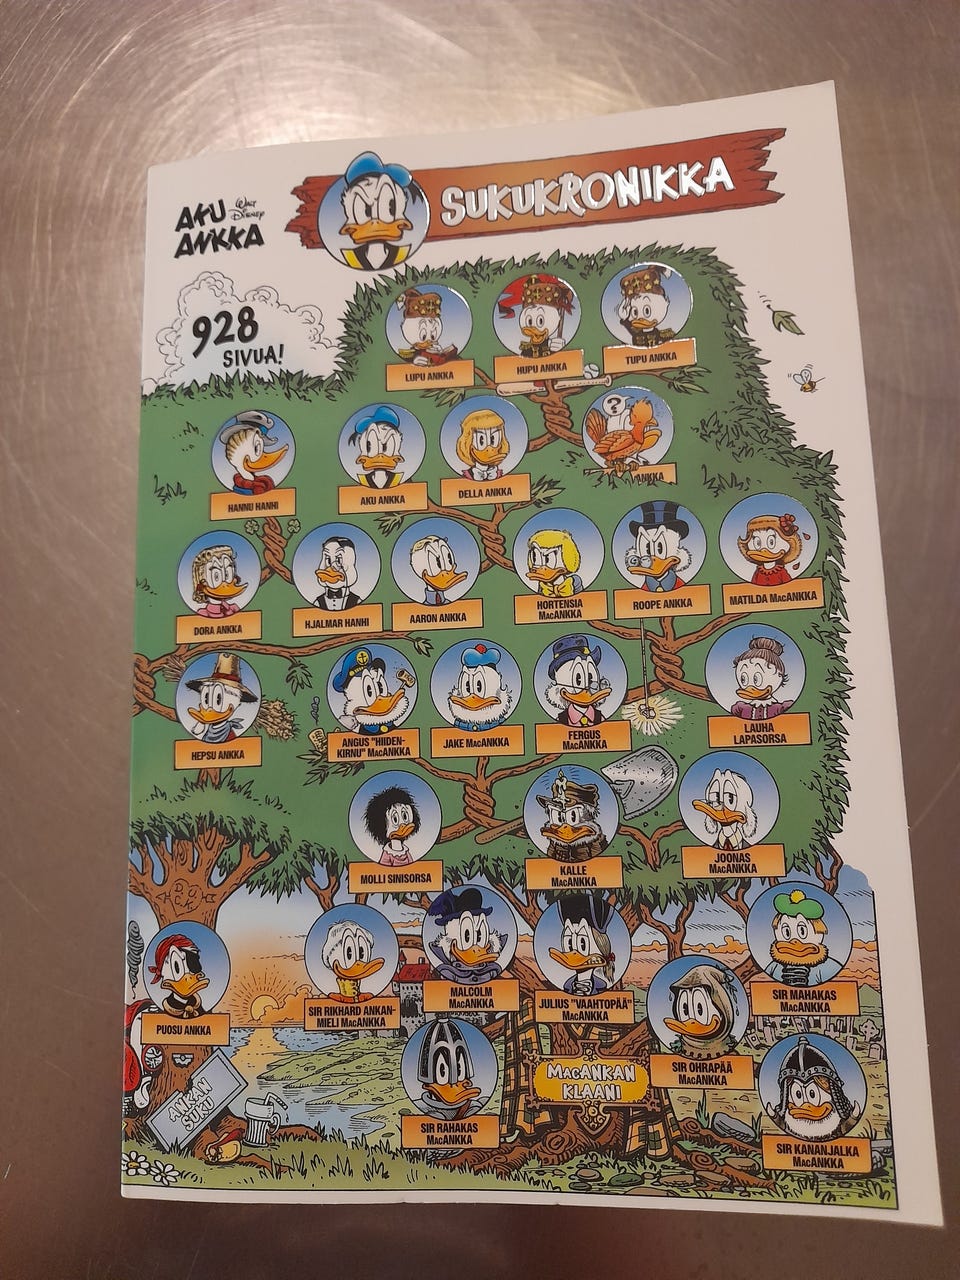 SUKUKRONIKKA
AKU
ANKKA
WALT
DISNEY
928
SIVUA!
LUPU ANKKA
HUPU ANKKA
TUPU ANKKA
?
HANNU HANHI
AKU ANKKA
DELLA ANKKA
ANKKA
DORA ANKKA
HJALMAR HANHI
AARON ANKKA
HORTENSIA
MACANKKA
ROOPE ANKKA
MATILDA MACANKKA
HEPSU ANKKA
ANGUS "HIIDEN-
KIRNU" MACANKKA
JAKE MACANKKA
FERGUS
MACANKKA
LAUHA
LAPASORSA
MOLLI SINISORSA
KALLE
MACANKKA
JOONAS
MACANKKA
D.U.
C.K.
PUOSU ANKKA
SIR RIKHARD ANKAN-
MIELI MACANKKA
MALCOLM
MACANKKA
JULIUS "VAAHTOPÄÄ"
MACANKKA
SIR MAHAKAS
MACANKKA
SIR OHRAPÄÄ
MACANKKA
MACANKAN
KLAANI
ANKAN
SUKU
SIR RAHAKAS
MACANKKA
SIR KANANJALKA
MACANKKA